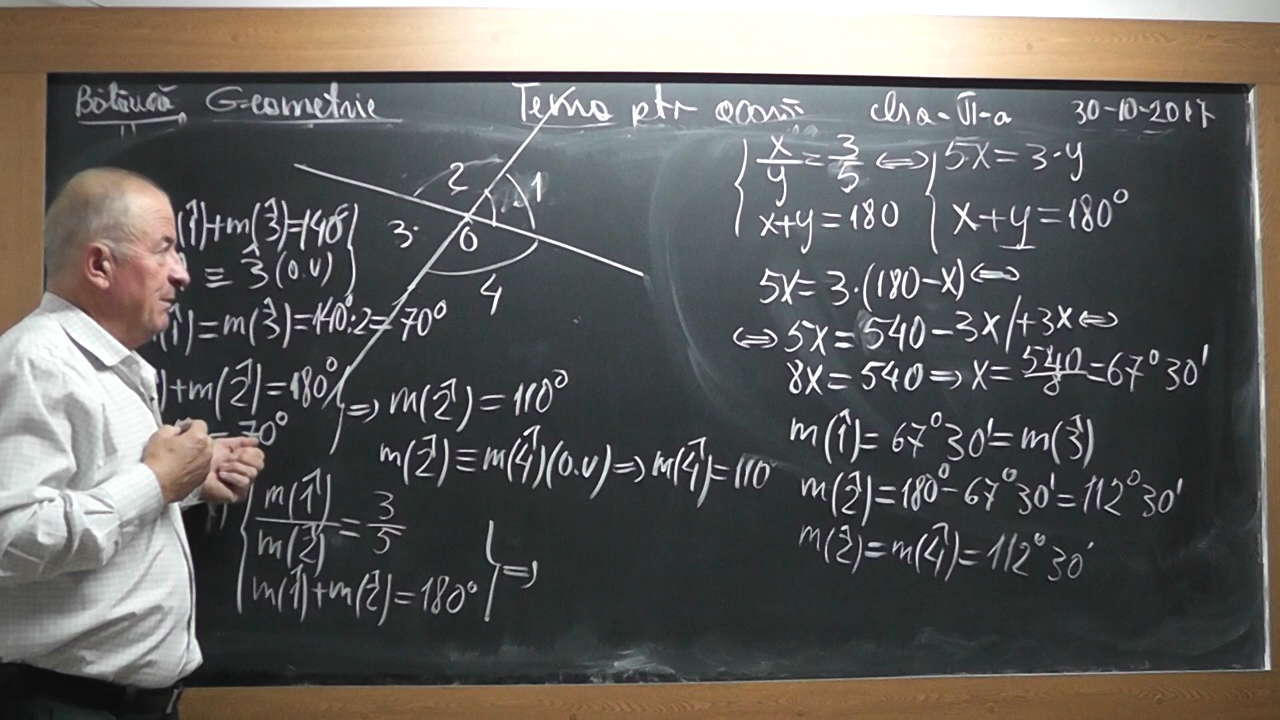 Geometrie Tema ptr acasă cls a-VI-a 30-10-2017
2 1
3 O
4
1̂)+m(3̂)=140°
≡ 3̂ (o.v)
1̂)=m(3̂)=140°:2=70°
)+m(2̂)=180° => m(2̂)=110°
=70°
m(2̂)≡m(4̂)(o.v)=>m(4̂)=110
m(1̂)/m(2̂)=3/5
m(1̂)+m(2̂)=180° =>
x/y=3/5 <=> 5x=3·y
x+y=180 x+y=180°
5x=3·(180-x)<=>
<=>5x=540-3x/+3x<=>
8x=540=>x=540/8=67°30'
m(1̂)=67°30'=m(3̂)
m(2̂)=180°-67°30'=112°30'
m(2̂)=m(4̂)=112°30'